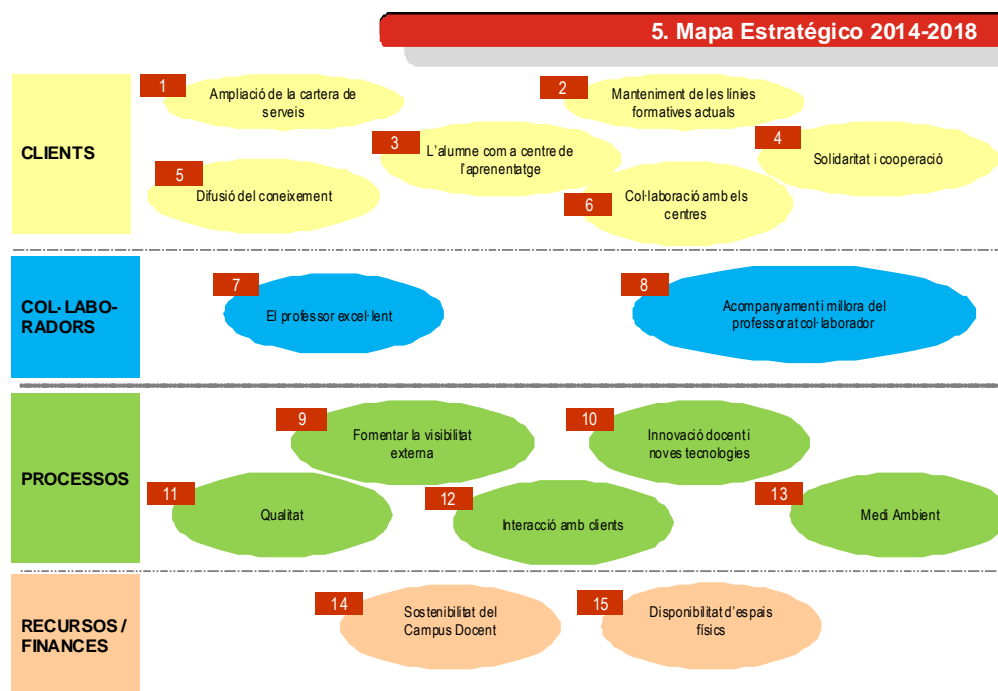 5. Mapa Estratégico 2014-2018
CLIENTS
1
Ampliació de la cartera de
serveis
2
Manteniment de les línies
formatives actuals
3
L'alumne com a centre de
l'aprenentatge
4
Solidaritat i cooperació
5
Difusió del coneixement
6
Col·laboració amb els
centres
COL·LABO-
RADORS
7
El professor excel·lent
8
Acompanyament i millora del
professorat col·laborador
PROCESSOS
9
Fomentar la visibilitat
externa
10
Innovació docent i
noves tecnologies
11
Qualitat
12
Interacció amb clients
13
Medi Ambient
RECURSOS /
FINANCES
14
Sostenibilitat del
Campus Docent
15
Disponibilitat d'espais
físics